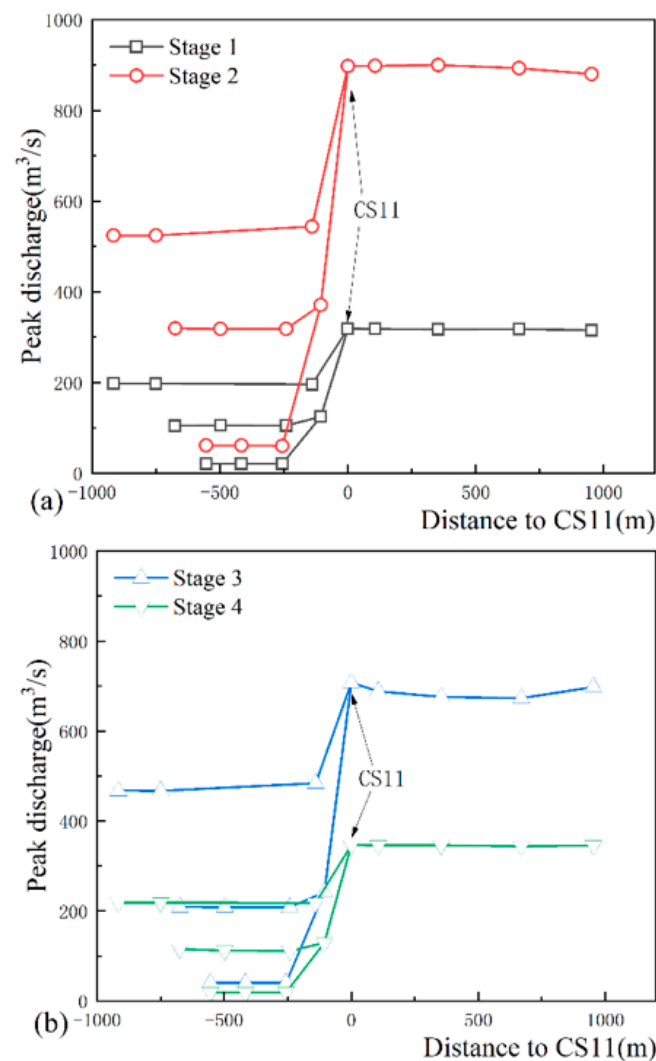 1000
Stage 1
Stage 2
800
600
CS11
400
200
0
Peak discharge(m³/s)
-1000 -500 0 500 1000
(a) Distance to CS11(m)
1000
Stage 3
Stage 4
800
600
CS11
400
200
0
Peak discharge(m³/s)
-1000 -500 0 500 1000
(b) Distance to CS11(m)